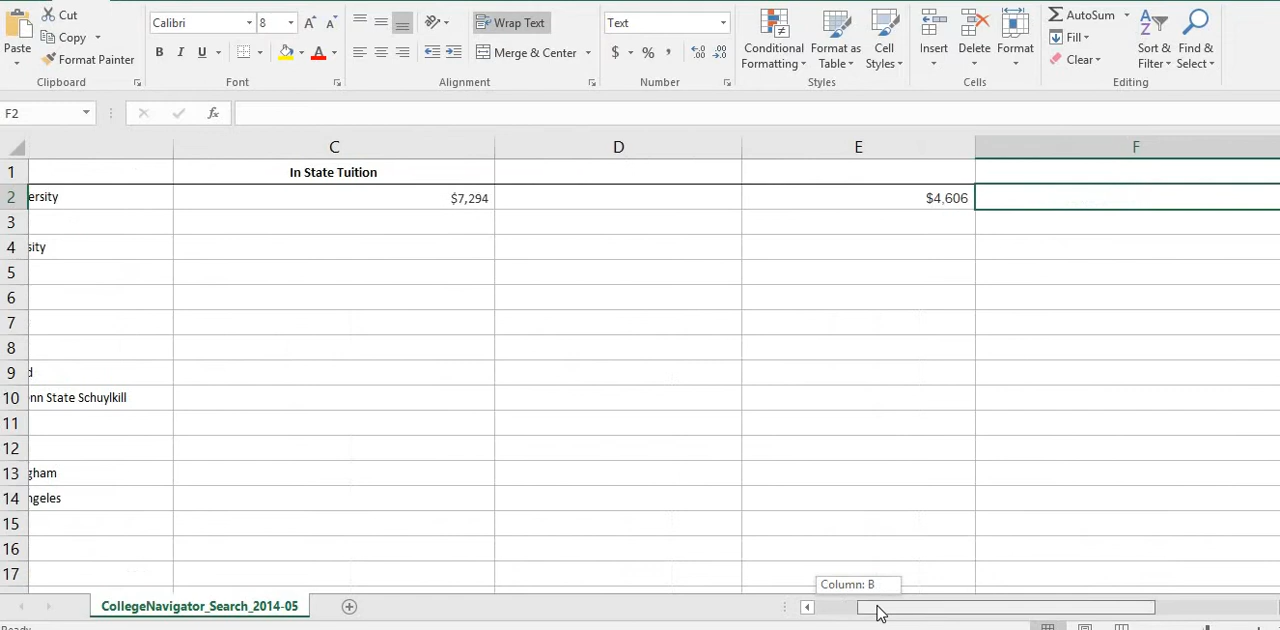 Cut
Copy
Format Painter
Paste
Clipboard
Calibri
8
B I U
A A
A
Font
Wrap Text
Merge & Center
Alignment
Text
$ % ,
Number
Conditional
Formatting
Format as
Table
Cell
Styles
Styles
Insert
Delete
Format
Cells
AutoSum
Fill
Clear
Sort &
Filter
Find &
Select
Editing
F2
fx
C D E F
1 In State Tuition
2 ersity $7,294 $4,606
3
4 sity
5
6
7
8
9 d
10 nn State Schuylkill
11
12
13 gham
14 ngeles
15
16
17
Column: B
CollegeNavigator_Search_2014-05
Ready